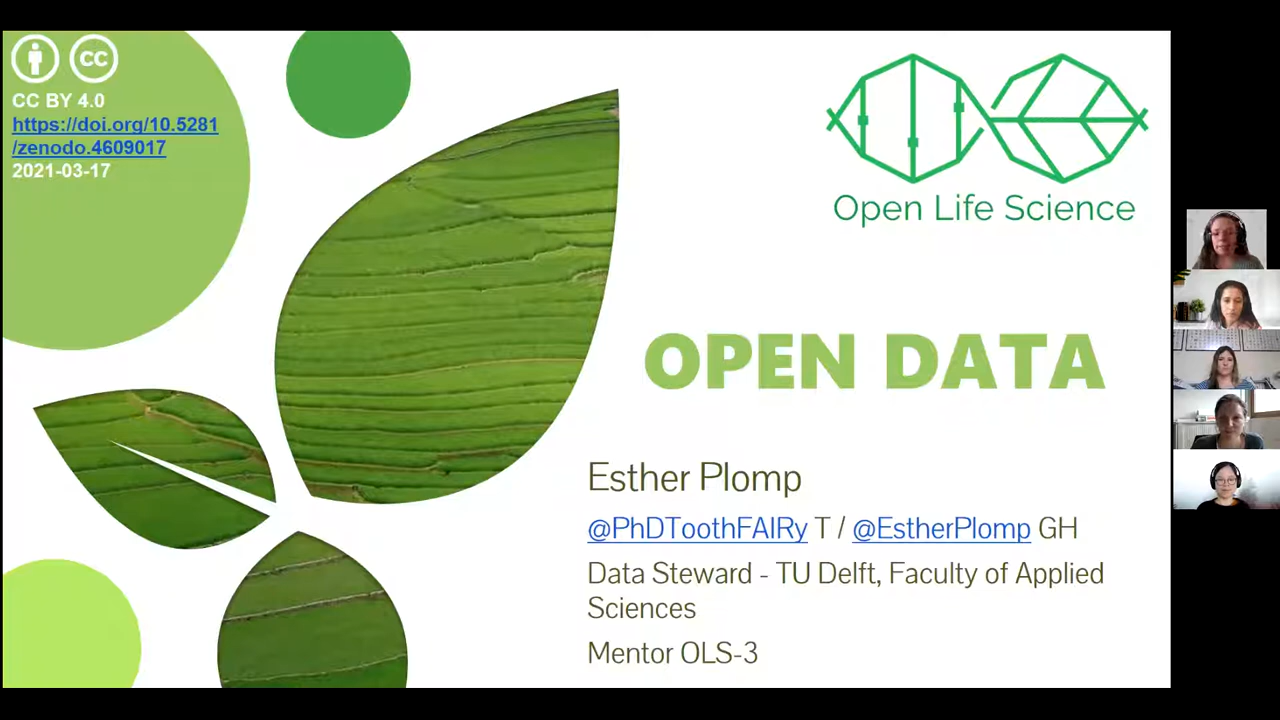 CC
CC BY 4.0
https://doi.org/10.5281
/zenodo.4609017
2021-03-17
Open Life Science
OPEN DATA
Esther Plomp
@PhDToothFAIRy T / @EstherPlomp GH
Data Steward - TU Delft, Faculty of Applied
Sciences
Mentor OLS-3